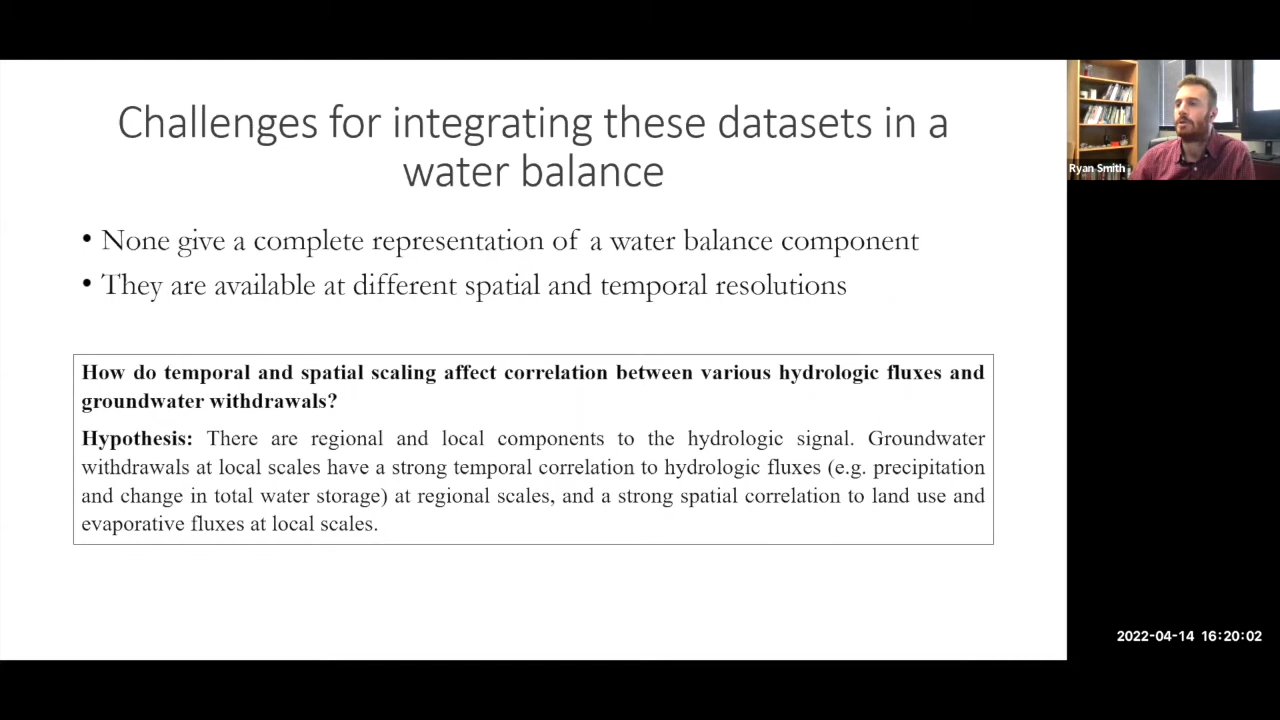 Challenges for integrating these datasets in a
water balance
• None give a complete representation of a water balance component
• They are available at different spatial and temporal resolutions
How do temporal and spatial scaling affect correlation between various hydrologic fluxes and
groundwater withdrawals?
Hypothesis: There are regional and local components to the hydrologic signal. Groundwater
withdrawals at local scales have a strong temporal correlation to hydrologic fluxes (e.g. precipitation
and change in total water storage) at regional scales, and a strong spatial correlation to land use and
evaporative fluxes at local scales.
Ryan Smith
2022-04-14 16:20:02